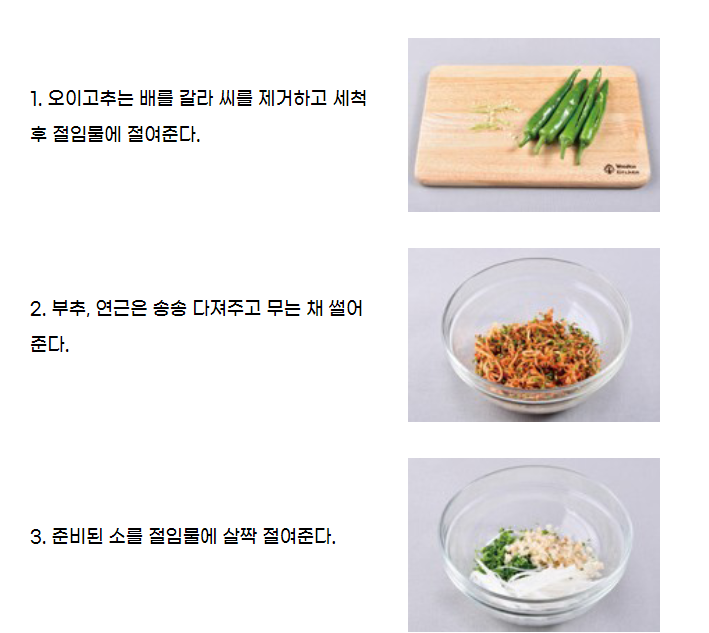 1. 오이고추는 배를 갈라 씨를 제거하고 세척
후 절임물에 절여준다.
2. 부추, 연근은 송송 다져주고 무는 채 썰어
준다.
3. 준비된 소를 절임물에 살짝 절여준다.